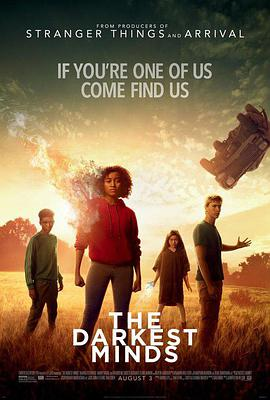 FROM PRODUCERS OF
STRANGER THINGS AND ARRIVAL
IF YOU'RE ONE OF US
COME FIND US
THE
DARKEST
MINDS
AUGUST 3